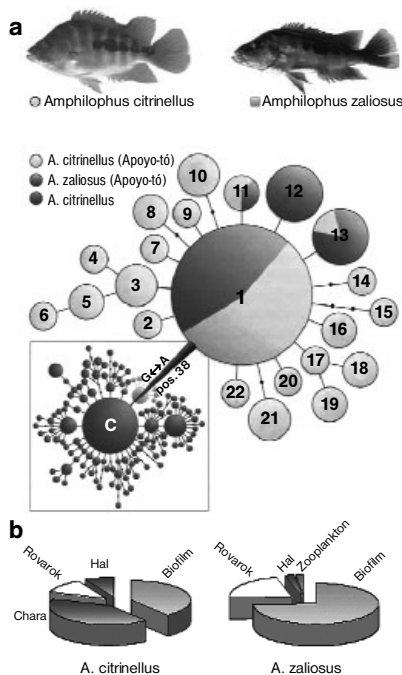 a
Amphilophus citrinellus
Amphilophus zaliosus
A. citrinellus (Apoyo-tó)
A. zaliosus (Apoyo-tó)
A. citrinellus
10
11
12
8
9
13
7
4
3
14
5
1
15
6
2
16
17
18
G↔A
pos.38
22
20
21
19
C
b
Rovarok
Hal
Biofilm
Chara
A. citrinellus
Rovarok
Hal
Zooplankton
Biofilm
A. zaliosus